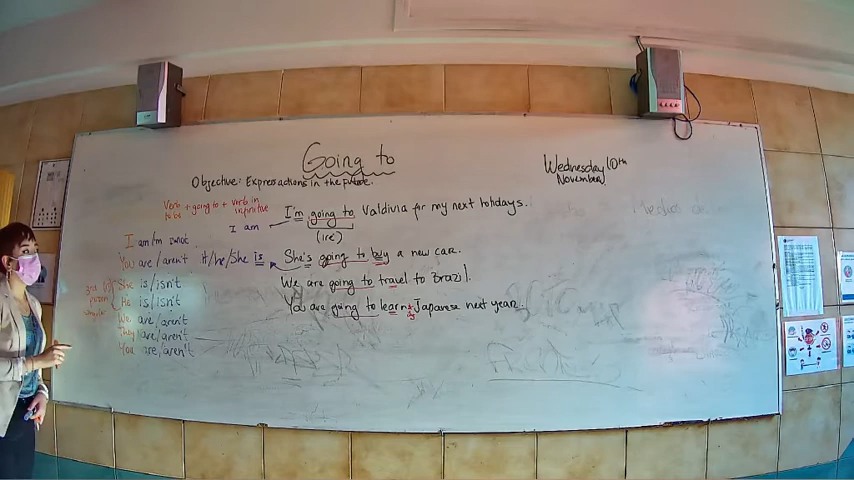 Going to
Wednesday 10th
November
Objective: Express actions in the future.
Verb + going to + verb in
to be infinitive
I'm going to Valdivia for my next holidays.
I am
(ire)
I am/I'm not
You are/aren't it/he/She is
She's going to buy a new car.
She is/isn't
We are going to travel to Brazil.
3rd (s)
person
singular
He is/isn't
You are going to learn Japanese next year.
We are/aren't
They are/aren't
You are/aren't